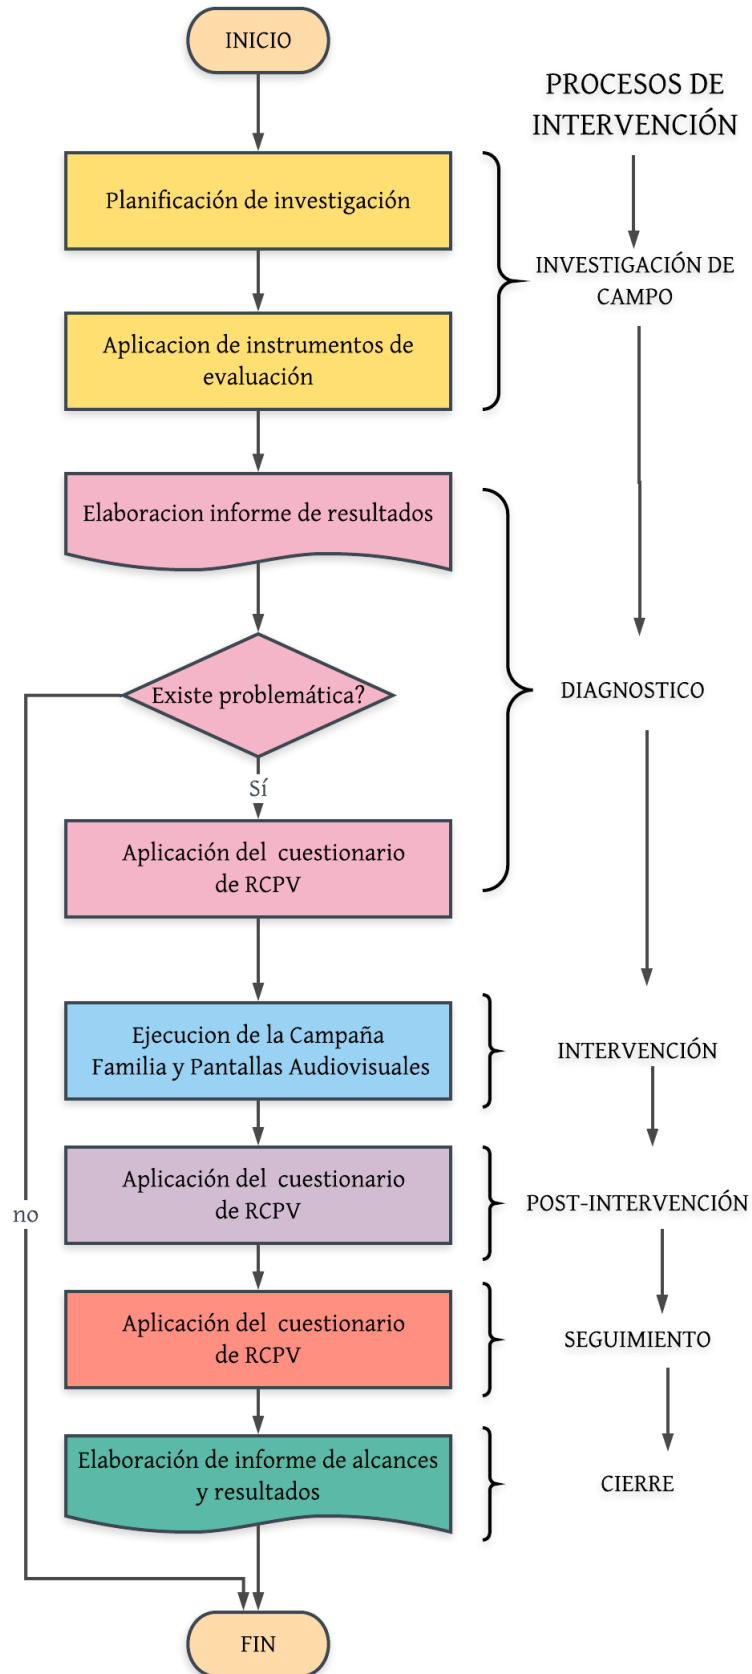 INICIO
PROCESOS DE
INTERVENCIÓN
Planificación de investigación
INVESTIGACIÓN DE
CAMPO
Aplicacion de instrumentos de
evaluación
Elaboracion informe de resultados
Existe problemática?
DIAGNOSTICO
Sí
Aplicación del cuestionario
de RCPV
Ejecucion de la Campaña
Familia y Pantallas Audiovisuales
INTERVENCIÓN
Aplicación del cuestionario
de RCPV
POST-INTERVENCIÓN
no
Aplicación del cuestionario
de RCPV
SEGUIMIENTO
Elaboración de informe de alcances
y resultados
CIERRE
FIN